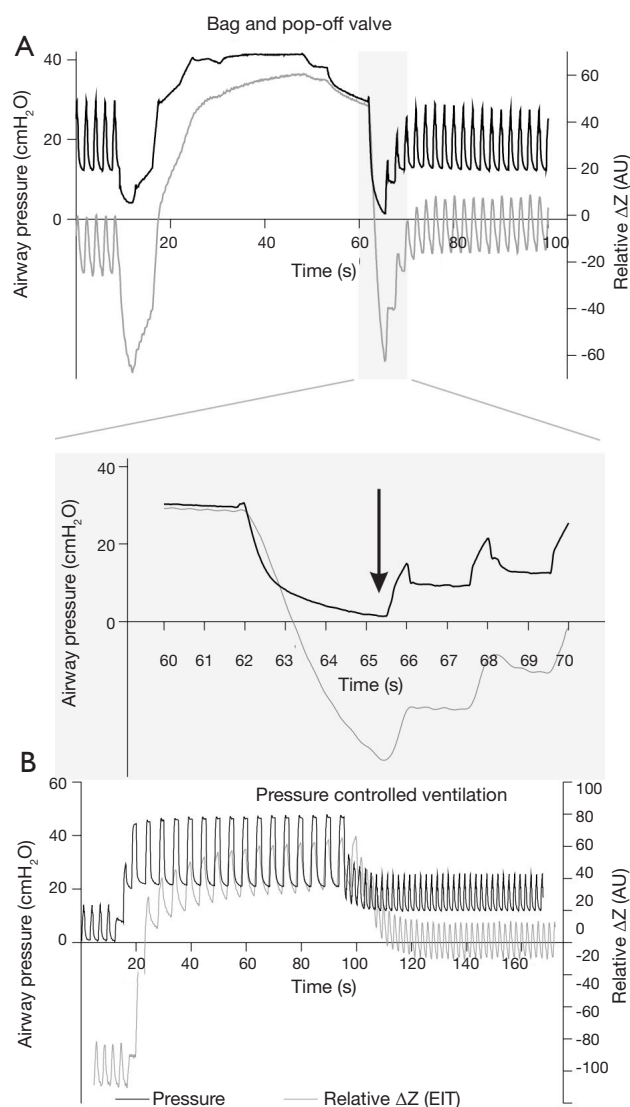 Bag and pop-off valve
A
40
20
0
Airway pressure (cmH2O)
20 40 60 80 100
Time (s)
60
40
20
0
-20
-40
-60
Relative ΔZ (AU)
40
20
0
Airway pressure (cmH2O)
60 61 62 63 64 65 66 67 68 69 70
Time (s)
B
Pressure controlled ventilation
60
40
20
0
Airway pressure (cmH2O)
20 40 60 80 100 120 140 160
Time (s)
100
80
60
40
20
0
-20
-40
-60
-80
-100
Relative ΔZ (AU)
Pressure Relative ΔZ (EIT)